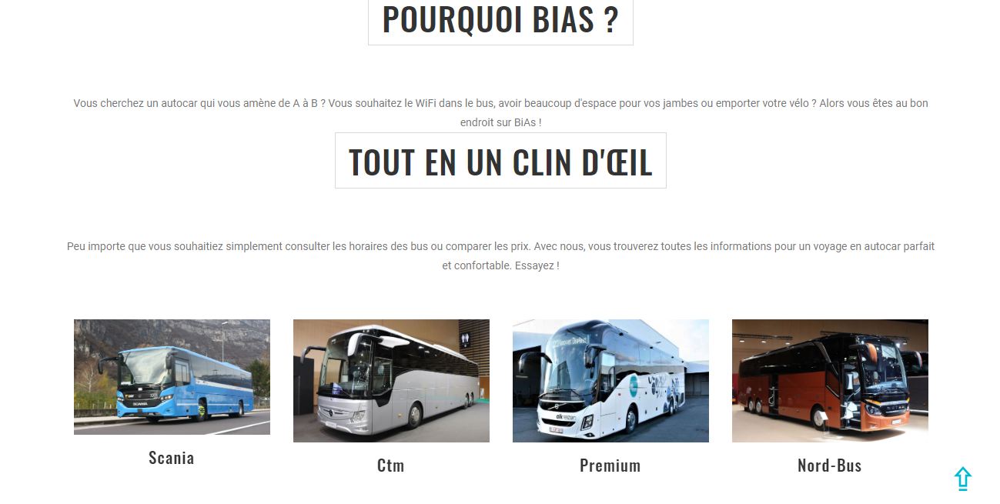 POURQUOI BIAS ?
Vous cherchez un autocar qui vous amène de A à B ? Vous souhaitez le WiFi dans le bus, avoir beaucoup d'espace pour vos jambes ou emporter votre vélo ? Alors vous êtes au bon
endroit sur BiAs !
TOUT EN UN CLIN D'ŒIL
Peu importe que vous souhaitiez simplement consulter les horaires des bus ou comparer les prix. Avec nous, vous trouverez toutes les informations pour un voyage en autocar parfait
et confortable. Essayez !
SCANIA
Scania
Ctm
Premium
Nord-Bus